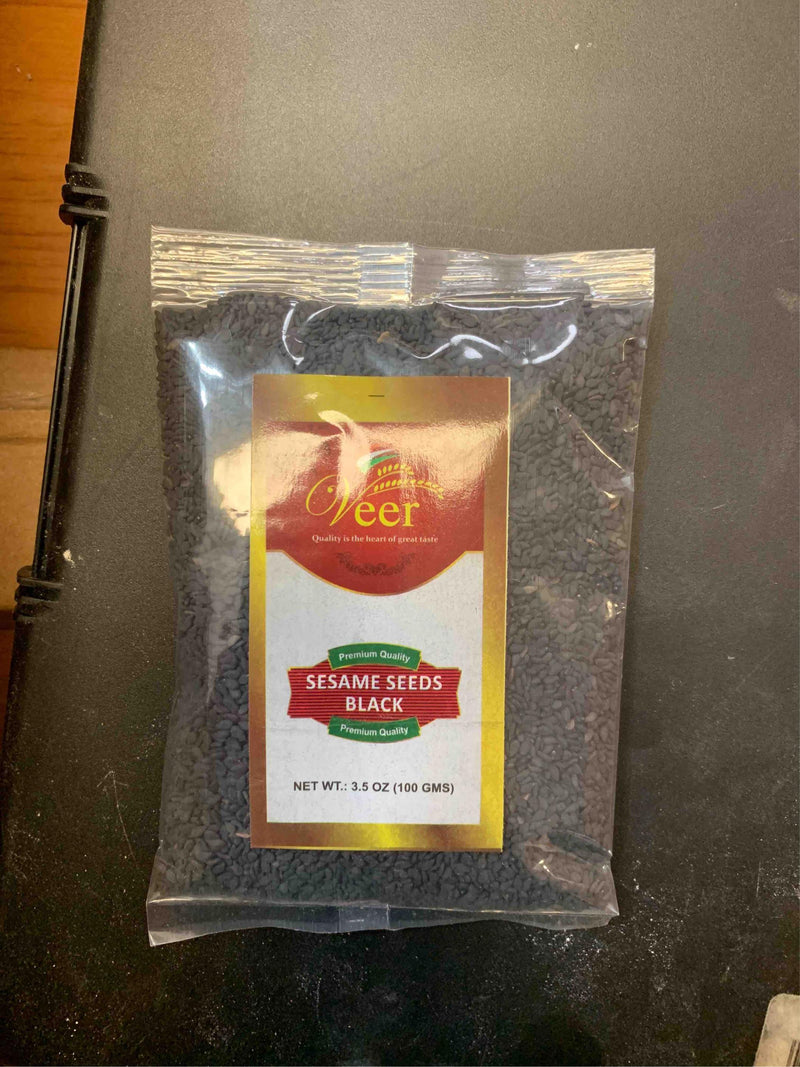 Veer
Quality is the heart of great taste
Premium Quality
SESAME SEEDS
BLACK
Premium Quality
NET WT.: 3.5 OZ (100 GMS)